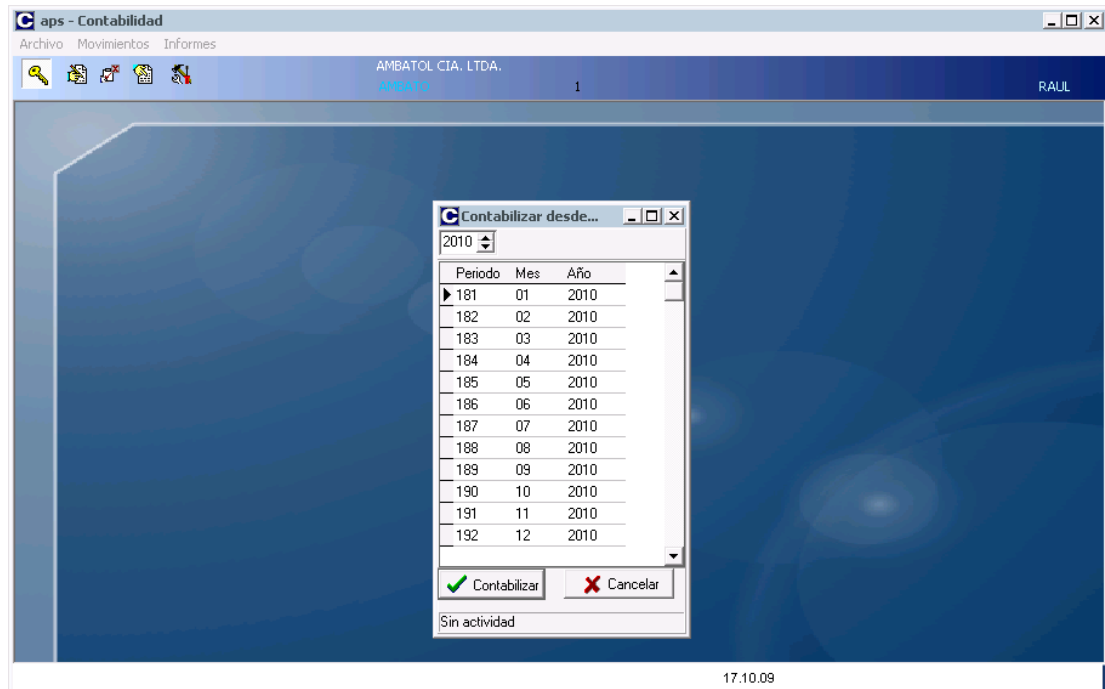 aps - Contabilidad
Archivo Movimientos Informes
AMBATOL CIA. LTDA.
AMBATO 1 RAUL
Contabilizar desde...
2010
Periodo Mes Año
181 01 2010
182 02 2010
183 03 2010
184 04 2010
185 05 2010
186 06 2010
187 07 2010
188 08 2010
189 09 2010
190 10 2010
191 11 2010
192 12 2010
Contabilizar Cancelar
Sin actividad
17.10.09